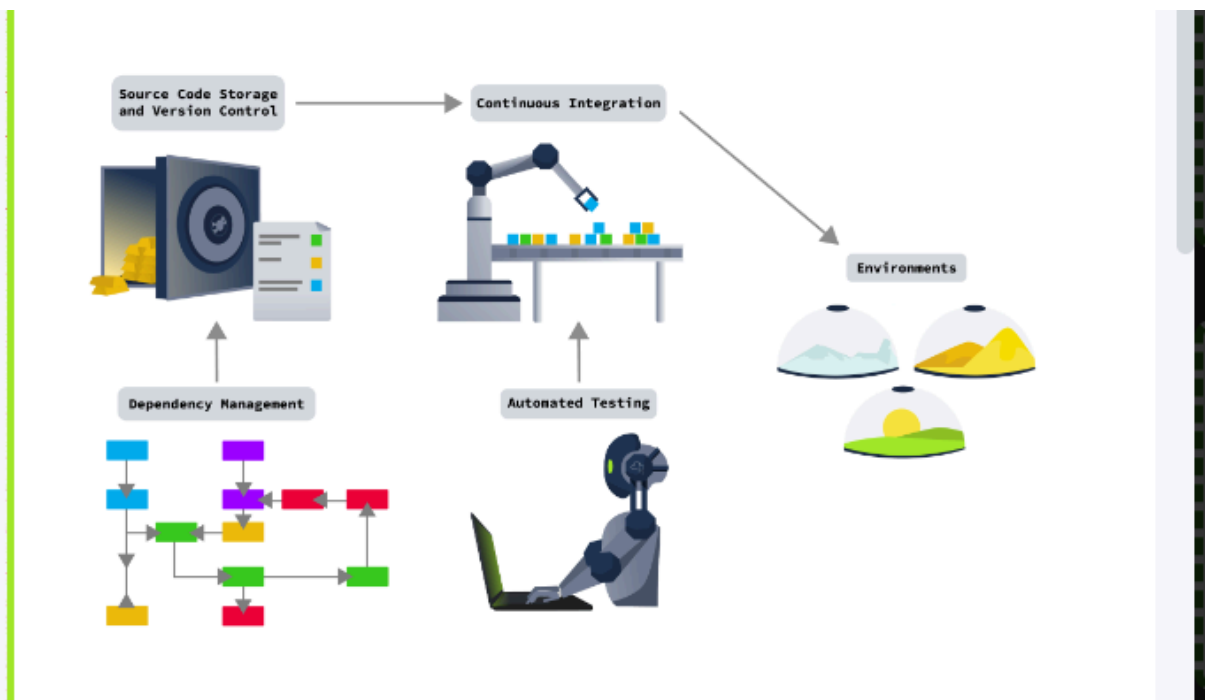 Source Code Storage
and Version Control
Continuous Integration
Environments
Dependency Management
Automated Testing